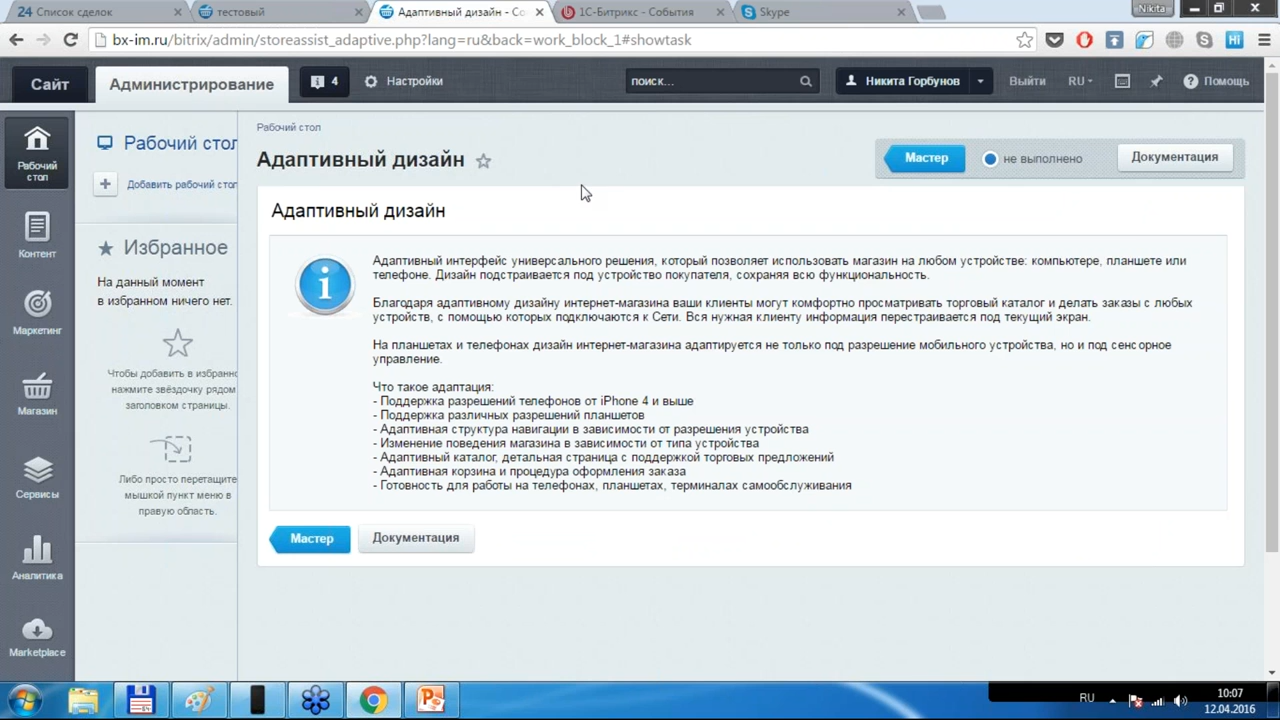 24 Список сделок
тестовый
Адаптивный дизайн - Co
1С-Битрикс - События
Skype
Nikita
bx-im.ru/bitrix/admin/storeassist_adaptive.php?lang=ru&back=work_block_1#showtask
Сайт
Администрирование
4
Настройки
поиск...
Никита Горбунов
Выйти
RU
Помощь
Рабочий стол
Контент
Маркетинг
Магазин
Сервисы
Аналитика
Marketplace
Рабочий стол
Добавить рабочий стол
Избранное
На данный момент
в избранном ничего нет.
Чтобы добавить в избранно
нажмите звёздочку рядом
заголовком страницы.
Либо просто перетащите
мышкой пункт меню в
правую область.
Рабочий стол
Адаптивный дизайн
Мастер
не выполнено
Документация
Адаптивный дизайн
Адаптивный интерфейс универсального решения, который позволяет использовать магазин на любом устройстве: компьютере, планшете или
телефоне. Дизайн подстраивается под устройство покупателя, сохраняя всю функциональность.
Благодаря адаптивному дизайну интернет-магазина ваши клиенты могут комфортно просматривать торговый каталог и делать заказы с любых
устройств, с помощью которых подключаются к Сети. Вся нужная клиенту информация перестраивается под текущий экран.
На планшетах и телефонах дизайн интернет-магазина адаптируется не только под разрешение мобильного устройства, но и под сенсорное
управление.
Что такое адаптация:
- Поддержка разрешений телефонов от iPhone 4 и выше
- Поддержка различных разрешений планшетов
- Адаптивная структура навигации в зависимости от разрешения устройства
- Изменение поведения магазина в зависимости от типа устройства
- Адаптивный каталог, детальная страница с поддержкой торговых предложений
- Адаптивная корзина и процедура оформления заказа
- Готовность для работы на телефонах, планшетах, терминалах самообслуживания
Мастер
Документация
RU
10:07
12.04.2016